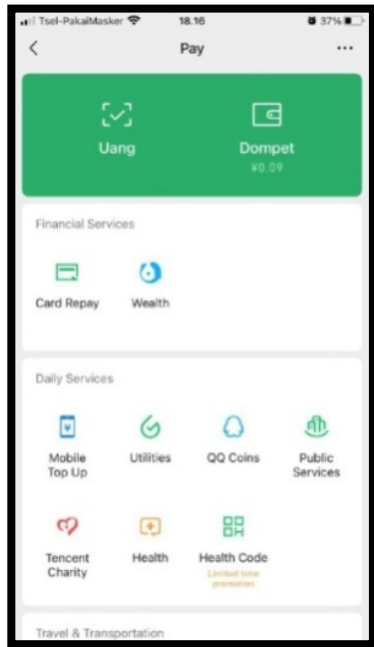 Tsel-PakaiMasker 18.16 37%
Pay
Uang Dompet
¥0.09
Financial Services
Card Repay Wealth
Daily Services
Mobile Top Up Utilities QQ Coins Public Services
Tencent Charity Health Health Code
Limited time promotion
Travel & Transportation